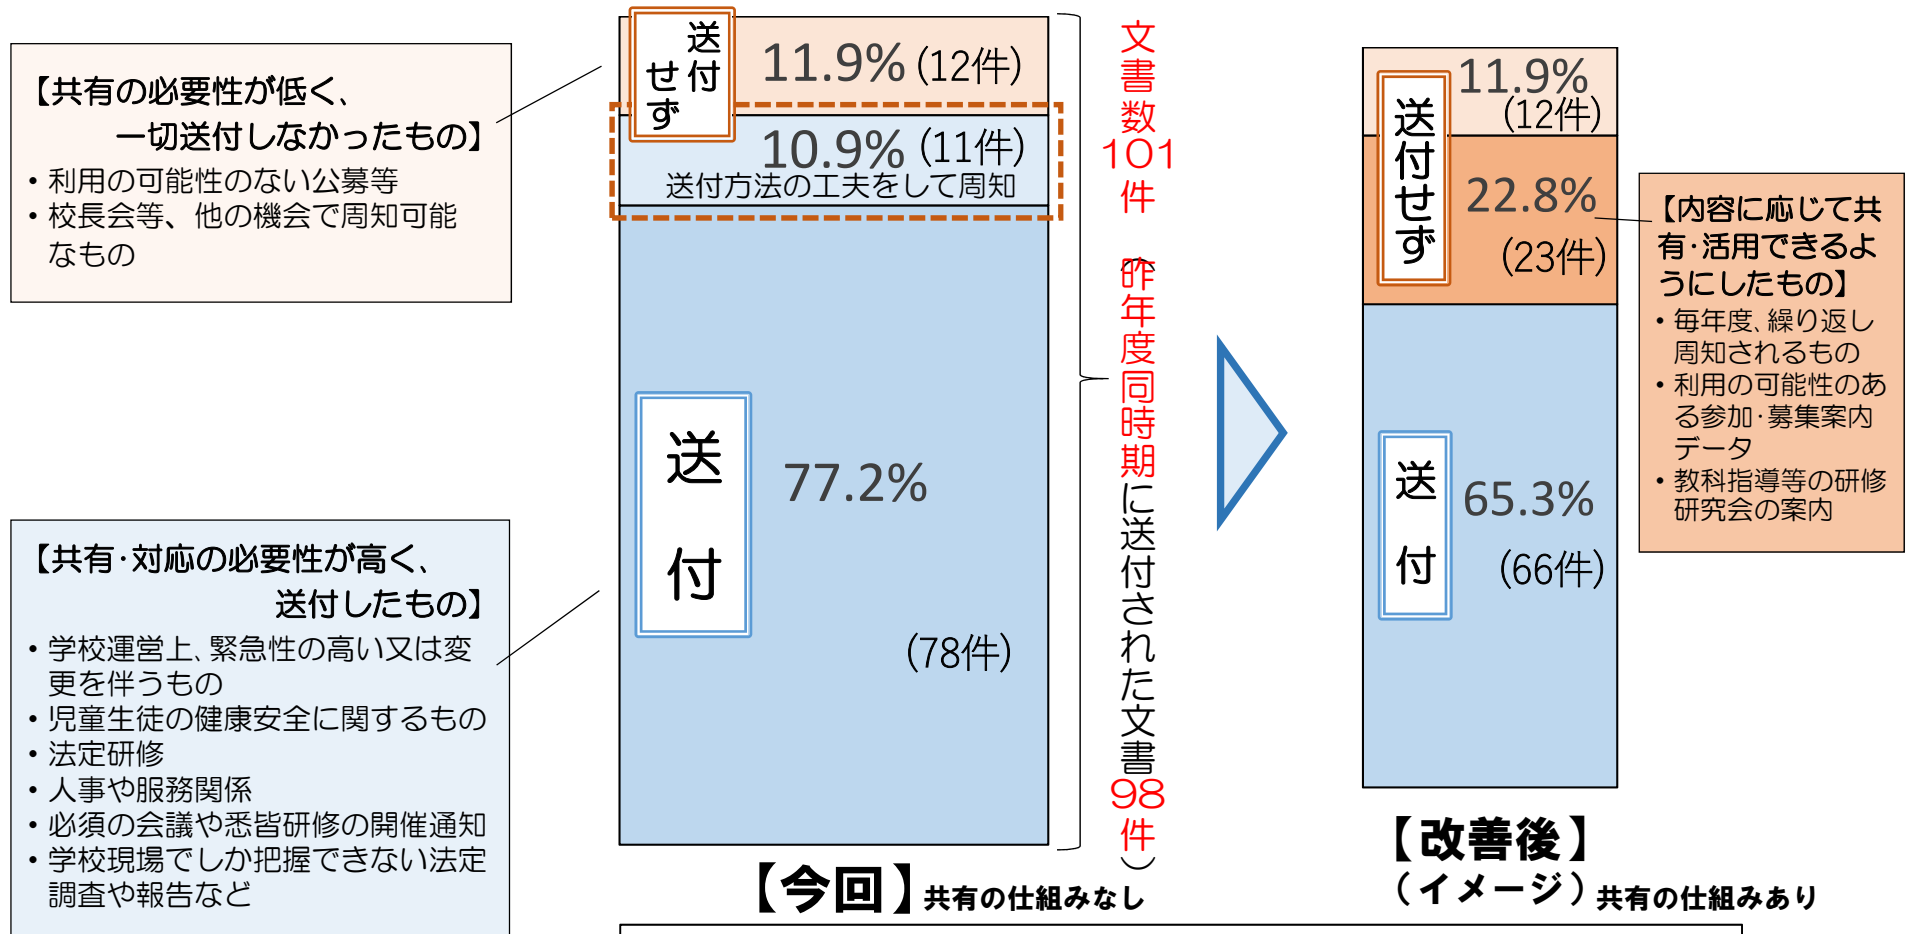 【共有の必要性が低く、
一切送付しなかったもの】
・利用の可能性のない公募等
・校長会等、他の機会で周知可能
なもの
【共有・対応の必要性が高く、
送付したもの】
・学校運営上、緊急性の高い又は変
更を伴うもの
・児童生徒の健康安全に関するもの
・法定研修
・人事や服務関係
・必須の会議や悉皆研修の開催通知
・学校現場でしか把握できない法定
調査や報告など
送付
せず
11.9% (12件)
10.9% (11件)
送付方法の工夫をして周知
送付
77.2%
(78件)
【今回】共有の仕組みなし
文書数101件（昨年度同時期に送付された文書98件）
送付せず
11.9%
(12件)
22.8%
(23件)
送付
65.3%
(66件)
【改善後】
（イメージ）共有の仕組みあり
【内容に応じて共
有・活用できるよ
うにしたもの】
・毎年度、繰り返し
周知されるもの
・利用の可能性のあ
る参加・募集案内
データ
・教科指導等の研修
研究会の案内